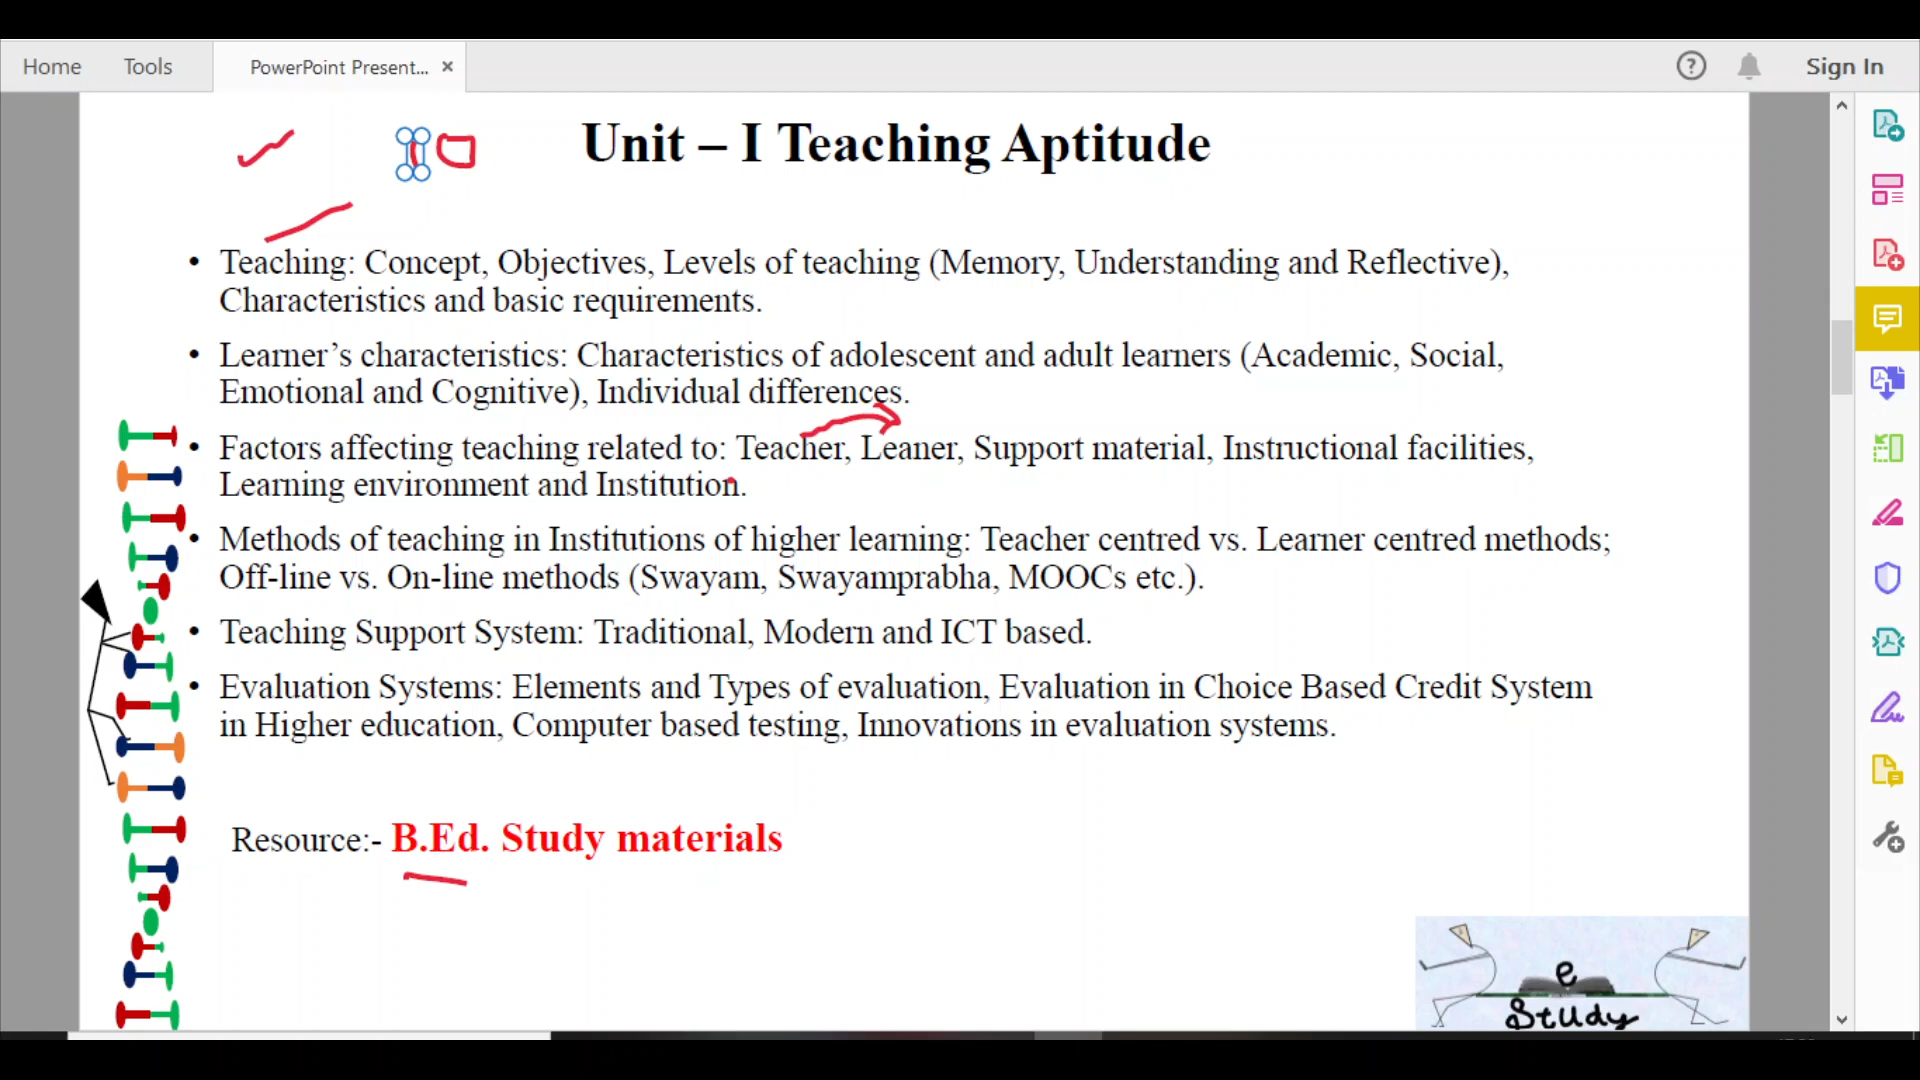 Home Tools PowerPoint Present... × Sign In
Unit – I Teaching Aptitude
• Teaching: Concept, Objectives, Levels of teaching (Memory, Understanding and Reflective),
Characteristics and basic requirements.
• Learner’s characteristics: Characteristics of adolescent and adult learners (Academic, Social,
Emotional and Cognitive), Individual differences.
• Factors affecting teaching related to: Teacher, Leaner, Support material, Instructional facilities,
Learning environment and Institution.
• Methods of teaching in Institutions of higher learning: Teacher centred vs. Learner centred methods;
Off-line vs. On-line methods (Swayam, Swayamprabha, MOOCs etc.).
• Teaching Support System: Traditional, Modern and ICT based.
• Evaluation Systems: Elements and Types of evaluation, Evaluation in Choice Based Credit System
in Higher education, Computer based testing, Innovations in evaluation systems.
Resource:- B.Ed. Study materials
e
Study